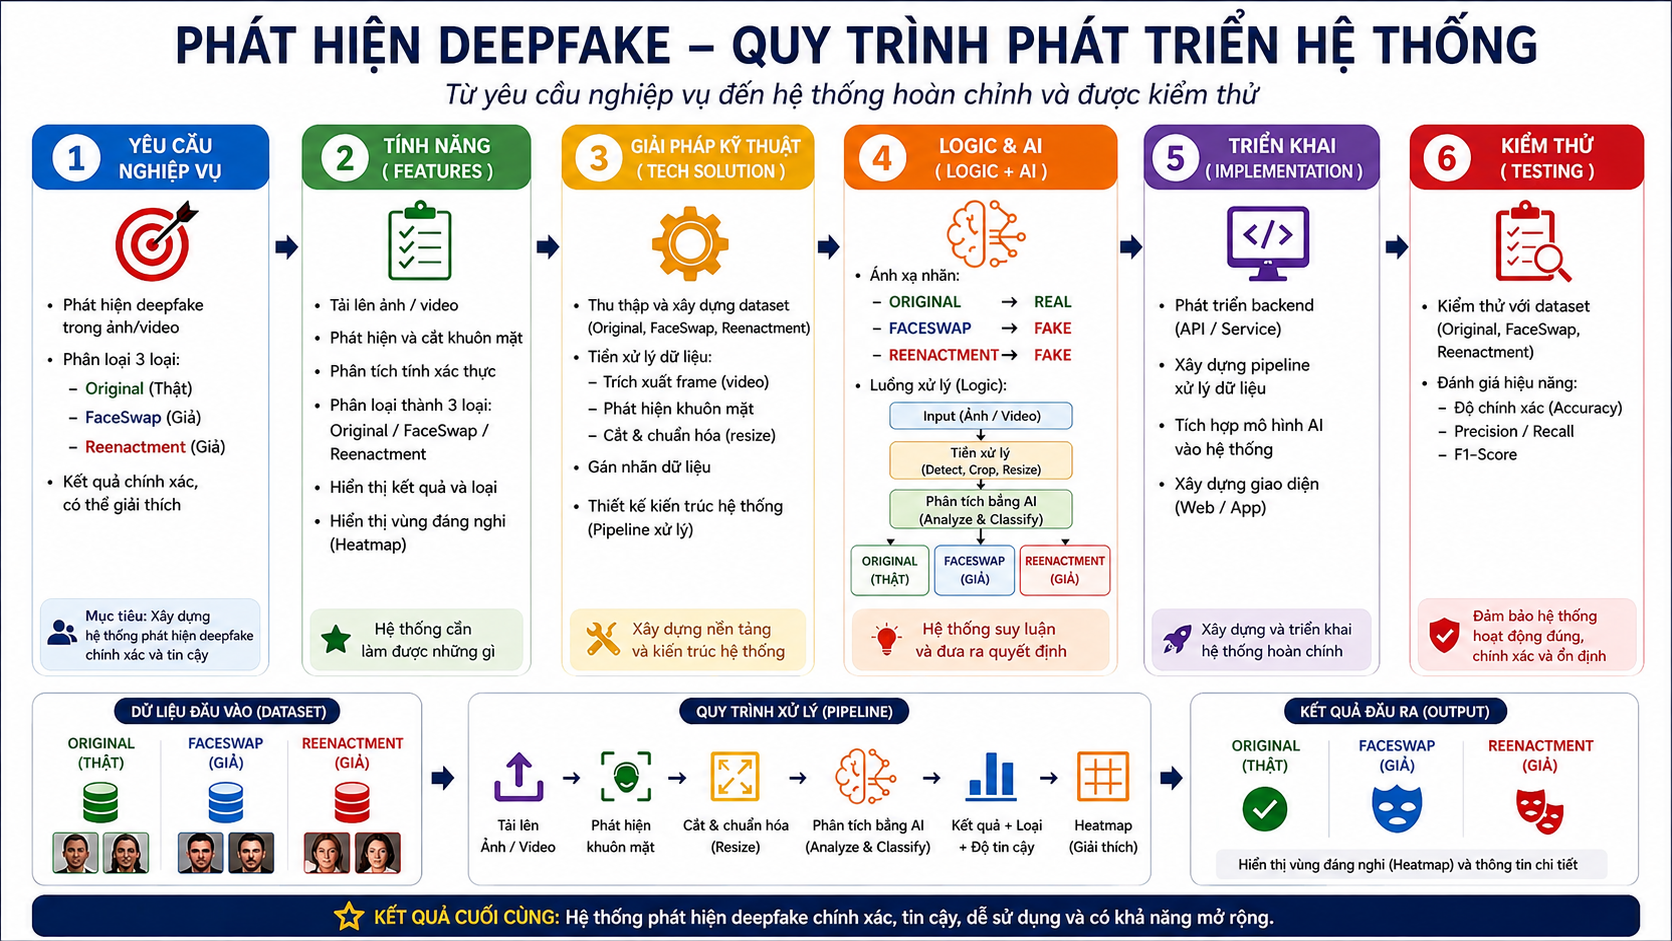 PHÁT HIỆN DEEPFAKE – QUY TRÌNH PHÁT TRIỂN HỆ THỐNG
Từ yêu cầu nghiệp vụ đến hệ thống hoàn chỉnh và được kiểm thử
1
YÊU CẦU
NGHIỆP VỤ
• Phát hiện deepfake
trong ảnh/video
• Phân loại 3 loại:
– Original (Thật)
– FaceSwap (Giả)
– Reenactment (Giả)
• Kết quả chính xác,
có thể giải thích
Mục tiêu: Xây dựng
hệ thống phát hiện deepfake
chính xác và tin cậy
2
TÍNH NĂNG
( FEATURES )
• Tải lên ảnh / video
• Phát hiện và cắt khuôn mặt
• Phân tích tính xác thực
• Phân loại thành 3 loại:
Original / FaceSwap /
Reenactment
• Hiển thị kết quả và loại
• Hiển thị vùng đáng nghi
(Heatmap)
Hệ thống cần
làm được những gì
3
GIẢI PHÁP KỸ THUẬT
( TECH SOLUTION )
• Thu thập và xây dựng dataset
(Original, FaceSwap, Reenactment)
• Tiền xử lý dữ liệu:
– Trích xuất frame (video)
– Phát hiện khuôn mặt
– Cắt & chuẩn hóa (resize)
• Gán nhãn dữ liệu
• Thiết kế kiến trúc hệ thống
(Pipeline xử lý)
Xây dựng nền tảng
và kiến trúc hệ thống
4
LOGIC & AI
( LOGIC + AI )
• Ánh xạ nhãn:
– ORIGINAL → REAL
– FACESWAP → FAKE
– REENACTMENT → FAKE
• Luồng xử lý (Logic):
Input (Ảnh / Video)
Tiền xử lý
(Detect, Crop, Resize)
Phân tích bằng AI
(Analyze & Classify)
ORIGINAL
(THẬT)
FACESWAP
(GIẢ)
REENACTMENT
(GIẢ)
Hệ thống suy luận
và đưa ra quyết định
5
TRIỂN KHAI
( IMPLEMENTATION )
</>
• Phát triển backend
(API / Service)
• Xây dựng pipeline
xử lý dữ liệu
• Tích hợp mô hình AI
vào hệ thống
• Xây dựng giao diện
(Web / App)
Xây dựng và triển khai
hệ thống hoàn chỉnh
6
KIỂM THỬ
( TESTING )
• Kiểm thử với dataset
(Original, FaceSwap,
Reenactment)
• Đánh giá hiệu năng:
– Độ chính xác (Accuracy)
– Precision / Recall
– F1-Score
Đảm bảo hệ thống
hoạt động đúng,
chính xác và ổn định
DỮ LIỆU ĐẦU VÀO (DATASET)
ORIGINAL
(THẬT)
FACESWAP
(GIẢ)
REENACTMENT
(GIẢ)
QUY TRÌNH XỬ LÝ (PIPELINE)
Tải lên
Ảnh / Video
Phát hiện
khuôn mặt
Cắt & chuẩn hóa
(Resize)
Phân tích bằng AI
(Analyze & Classify)
Kết quả + Loại
+ Độ tin cậy
Heatmap
(Giải thích)
KẾT QUẢ ĐẦU RA (OUTPUT)
ORIGINAL
(THẬT)
FACESWAP
(GIẢ)
REENACTMENT
(GIẢ)
Hiển thị vùng đáng nghi (Heatmap) và thông tin chi tiết
KẾT QUẢ CUỐI CÙNG: Hệ thống phát hiện deepfake chính xác, tin cậy, dễ sử dụng và có khả năng mở rộng.